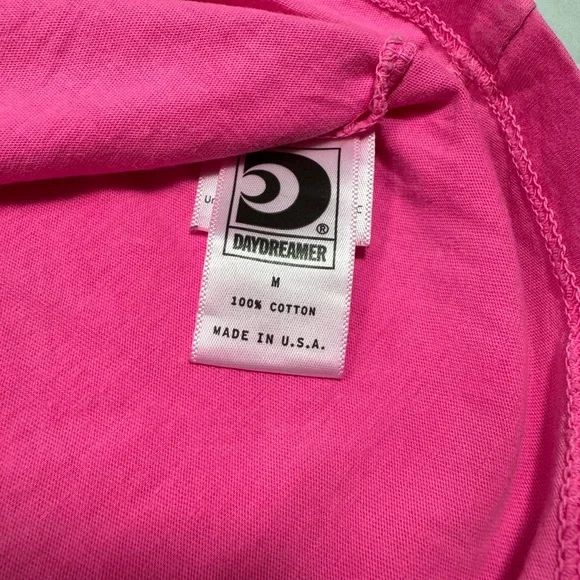 ®
DAYDREAMER
M
100% COTTON
MADE IN U.S.A.